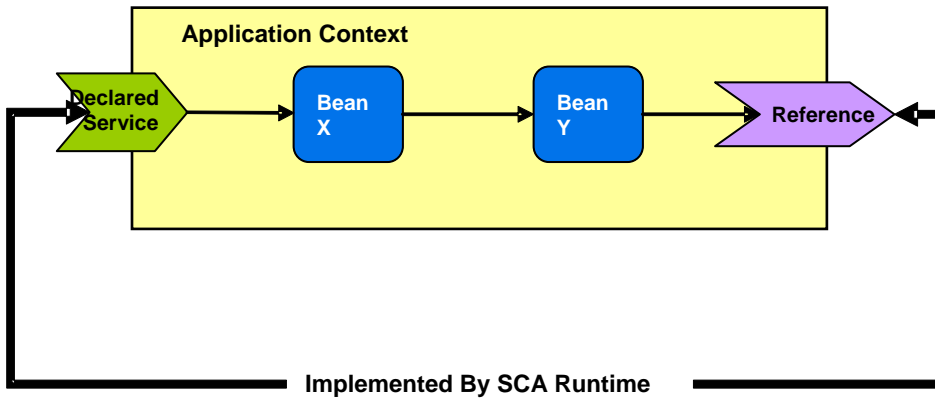 Application Context
Declared
Service
Bean
X
Bean
Y
Reference
Implemented By SCA Runtime